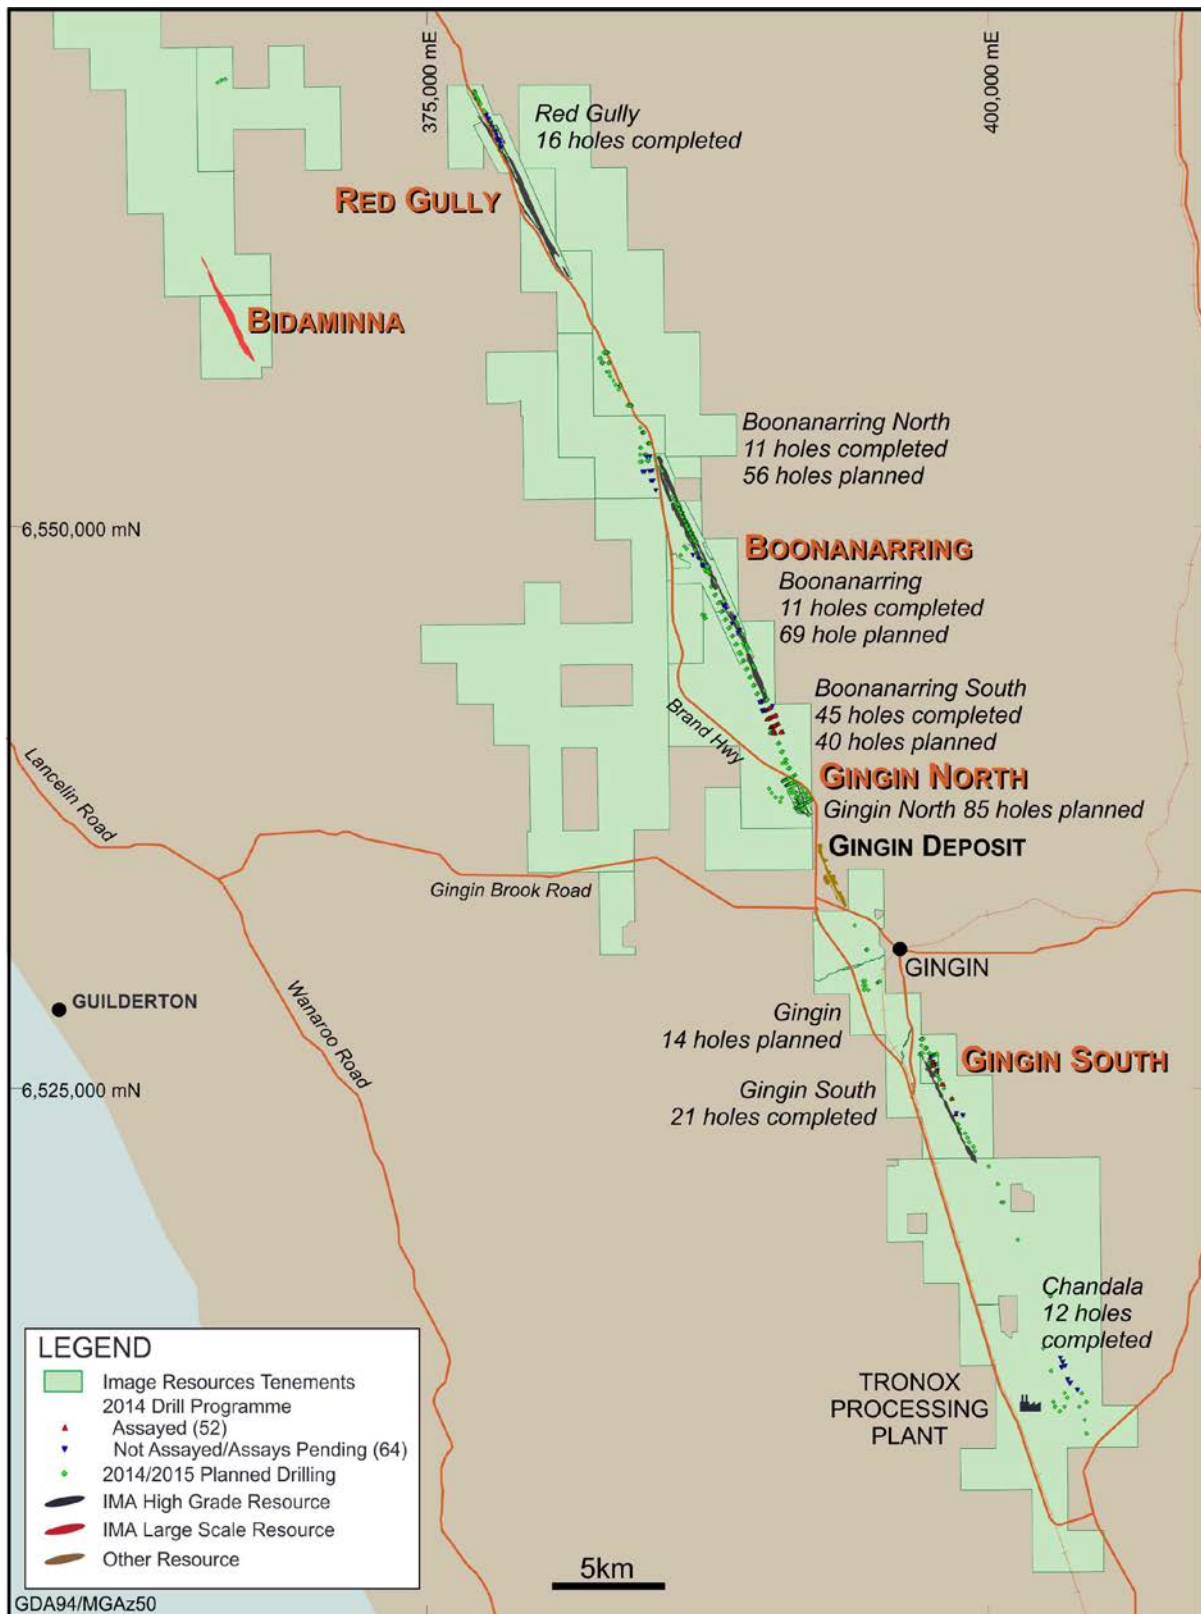 375,000 mE
400,000 mE
Red Gully
16 holes completed
RED GULLY
BIDAMINNA
Boonanarring North
11 holes completed
56 holes planned
6,550,000 mN
BOONANARRING
Boonanarring
11 holes completed
69 hole planned
Boonanarring South
45 holes completed
40 holes planned
Brand Hwy
Lancelin Road
GINGIN NORTH
Gingin North 85 holes planned
GINGIN DEPOSIT
Gingin Brook Road
GINGIN
GUILDERTON
Wanaroo Road
Gingin
14 holes planned
GINGIN SOUTH
6,525,000 mN
Gingin South
21 holes completed
Chandala
12 holes
completed
TRONOX
PROCESSING
PLANT
LEGEND
Image Resources Tenements
2014 Drill Programme
Assayed (52)
Not Assayed/Assays Pending (64)
2014/2015 Planned Drilling
IMA High Grade Resource
IMA Large Scale Resource
Other Resource
5km
GDA94/MGAz50